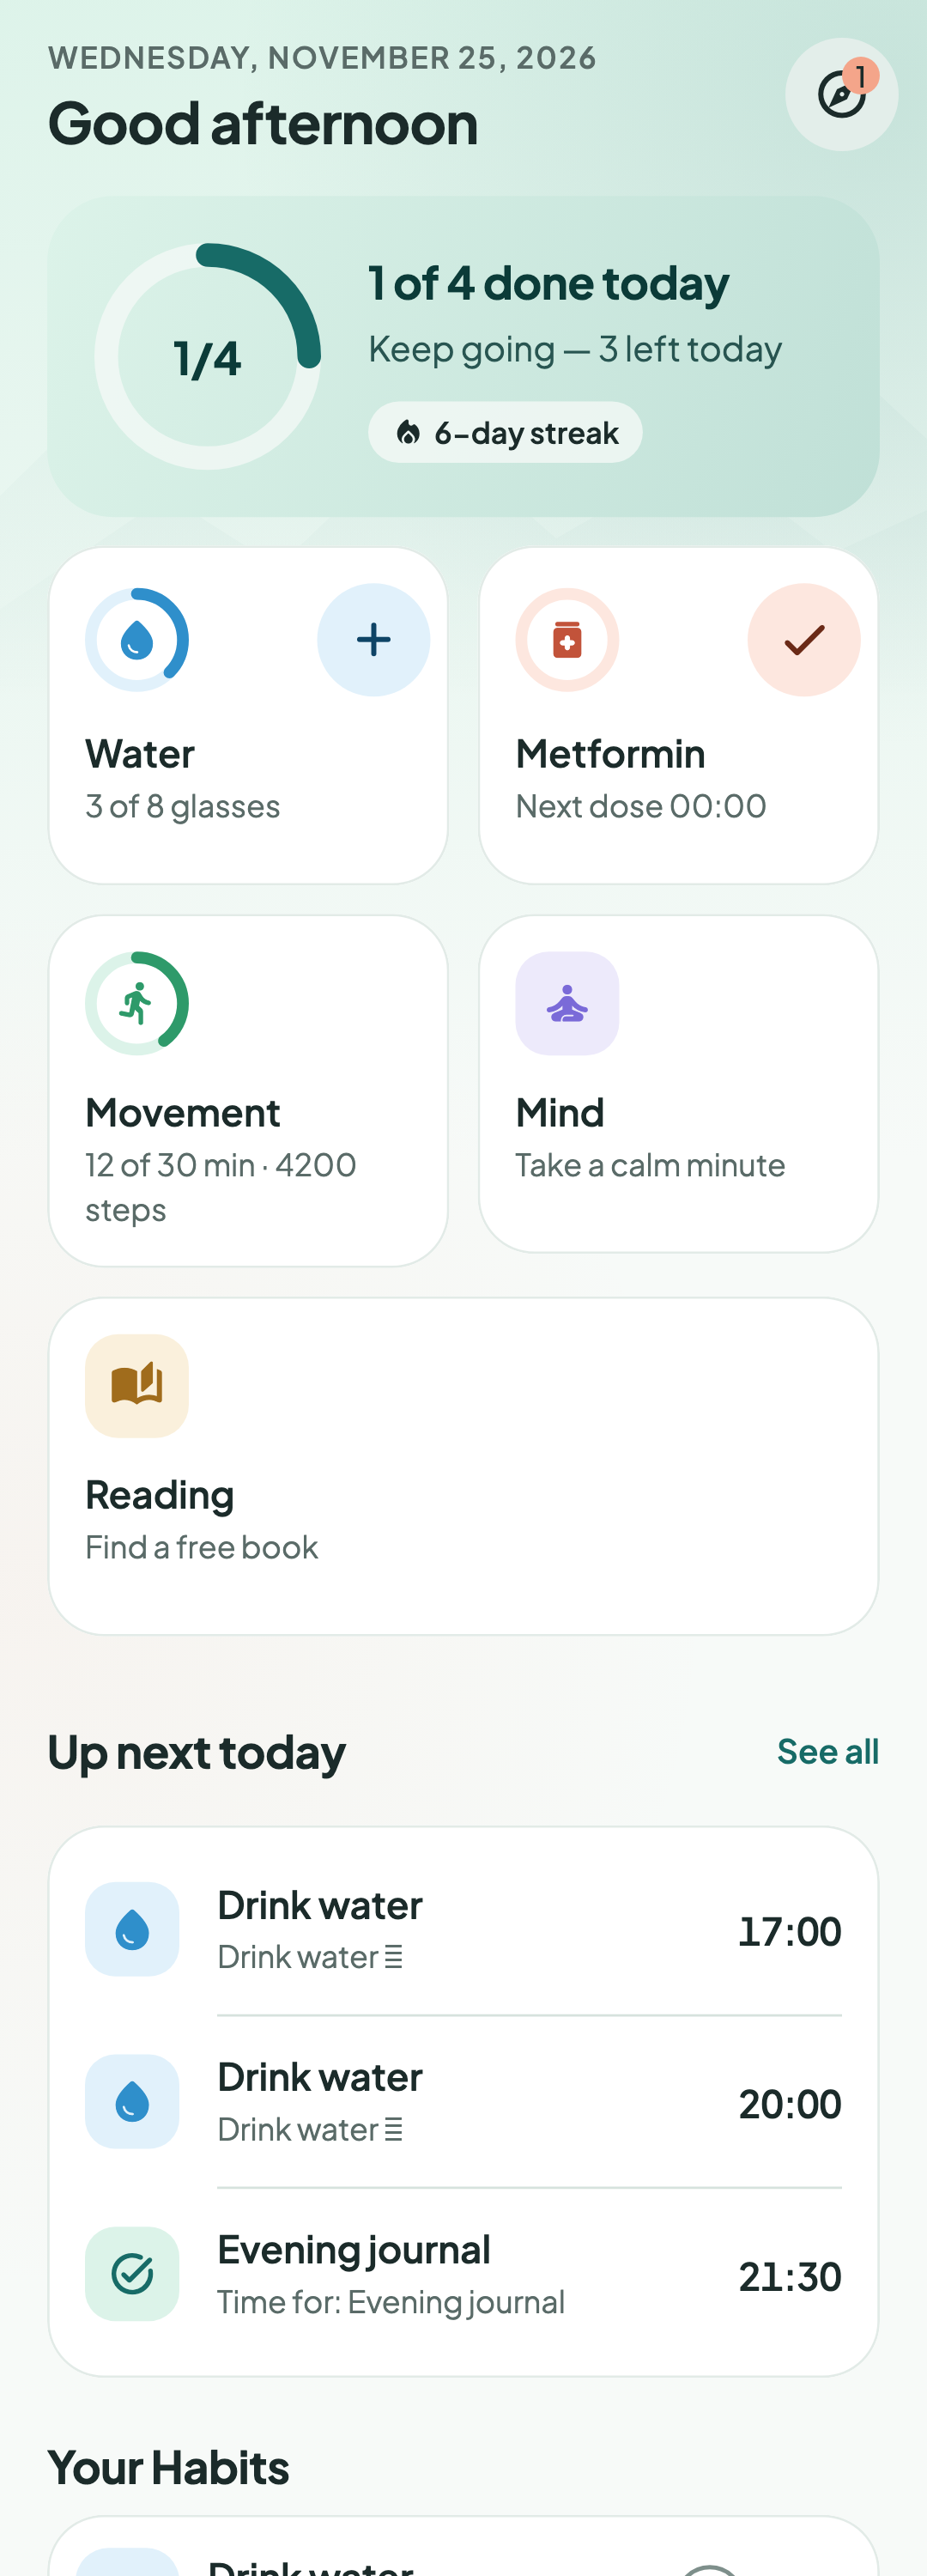 WEDNESDAY, NOVEMBER 25, 2026
Good afternoon
1
1/4
1 of 4 done today
Keep going — 3 left today
6-day streak
Water
3 of 8 glasses
Metformin
Next dose 00:00
Movement
12 of 30 min · 4200
steps
Mind
Take a calm minute
Reading
Find a free book
Up next today
See all
Drink water
Drink water
17:00
Drink water
Drink water
20:00
Evening journal
Time for: Evening journal
21:30
Your Habits
Drink water